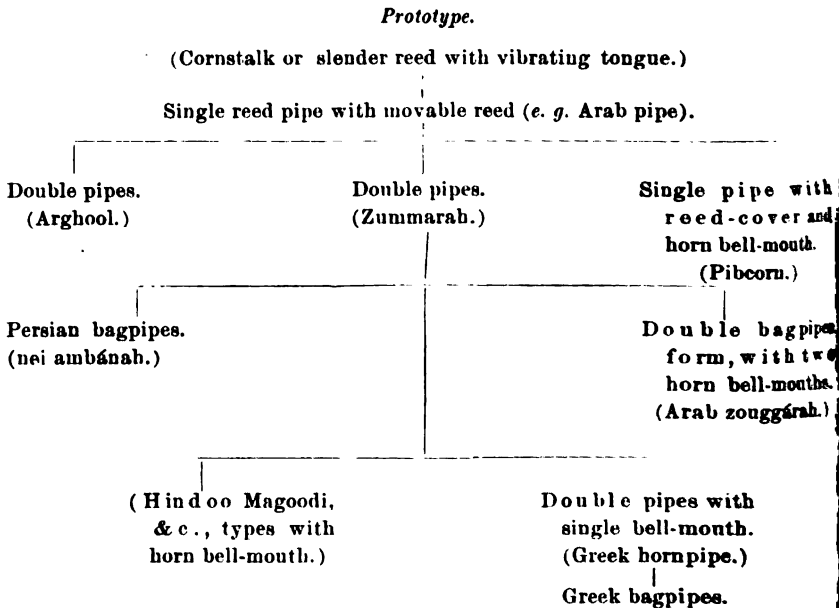 Prototype.
(Cornstalk or slender reed with vibrating tongue.)
Single reed pipe with movable reed (e. g. Arab pipe).
Double pipes.
(Arghool.)
Double pipes.
(Zummarah.)
Single pipe with
reed-cover and
horn bell-mouth.
(Pibcorn.)
Persian bagpipes.
(nei ambánah.)
Double bagpipes
form, with two
horn bell-mouths.
(Arab zouggárah.)
(Hindoo Magoodi,
&c., types with
horn bell-mouth.)
Double pipes with
single bell-mouth.
(Greek hornpipe.)
Greek bagpipes.